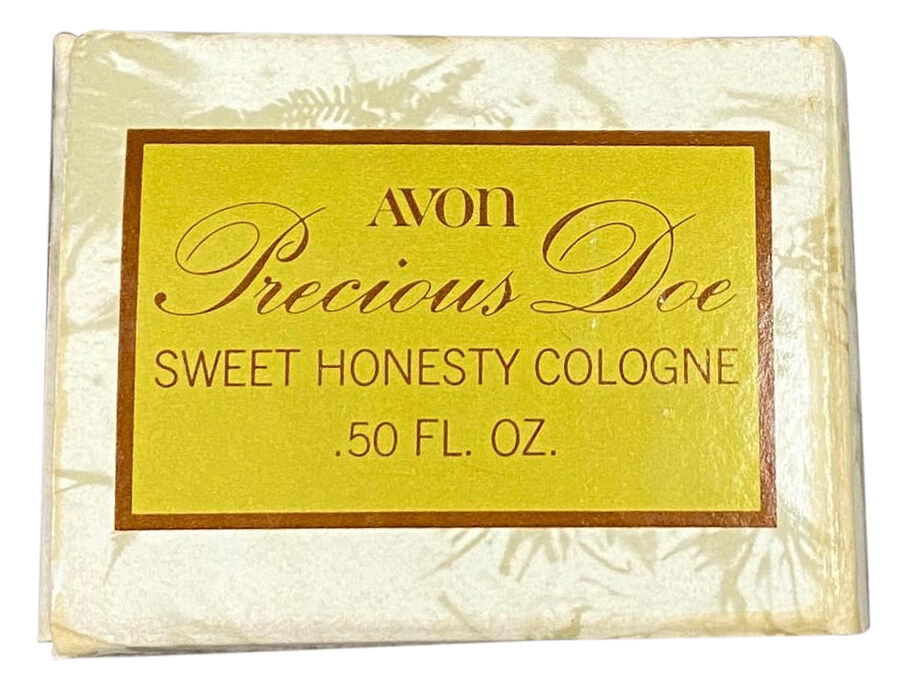 AVON
Precious Doe
SWEET HONESTY COLOGNE
.50 FL. OZ.